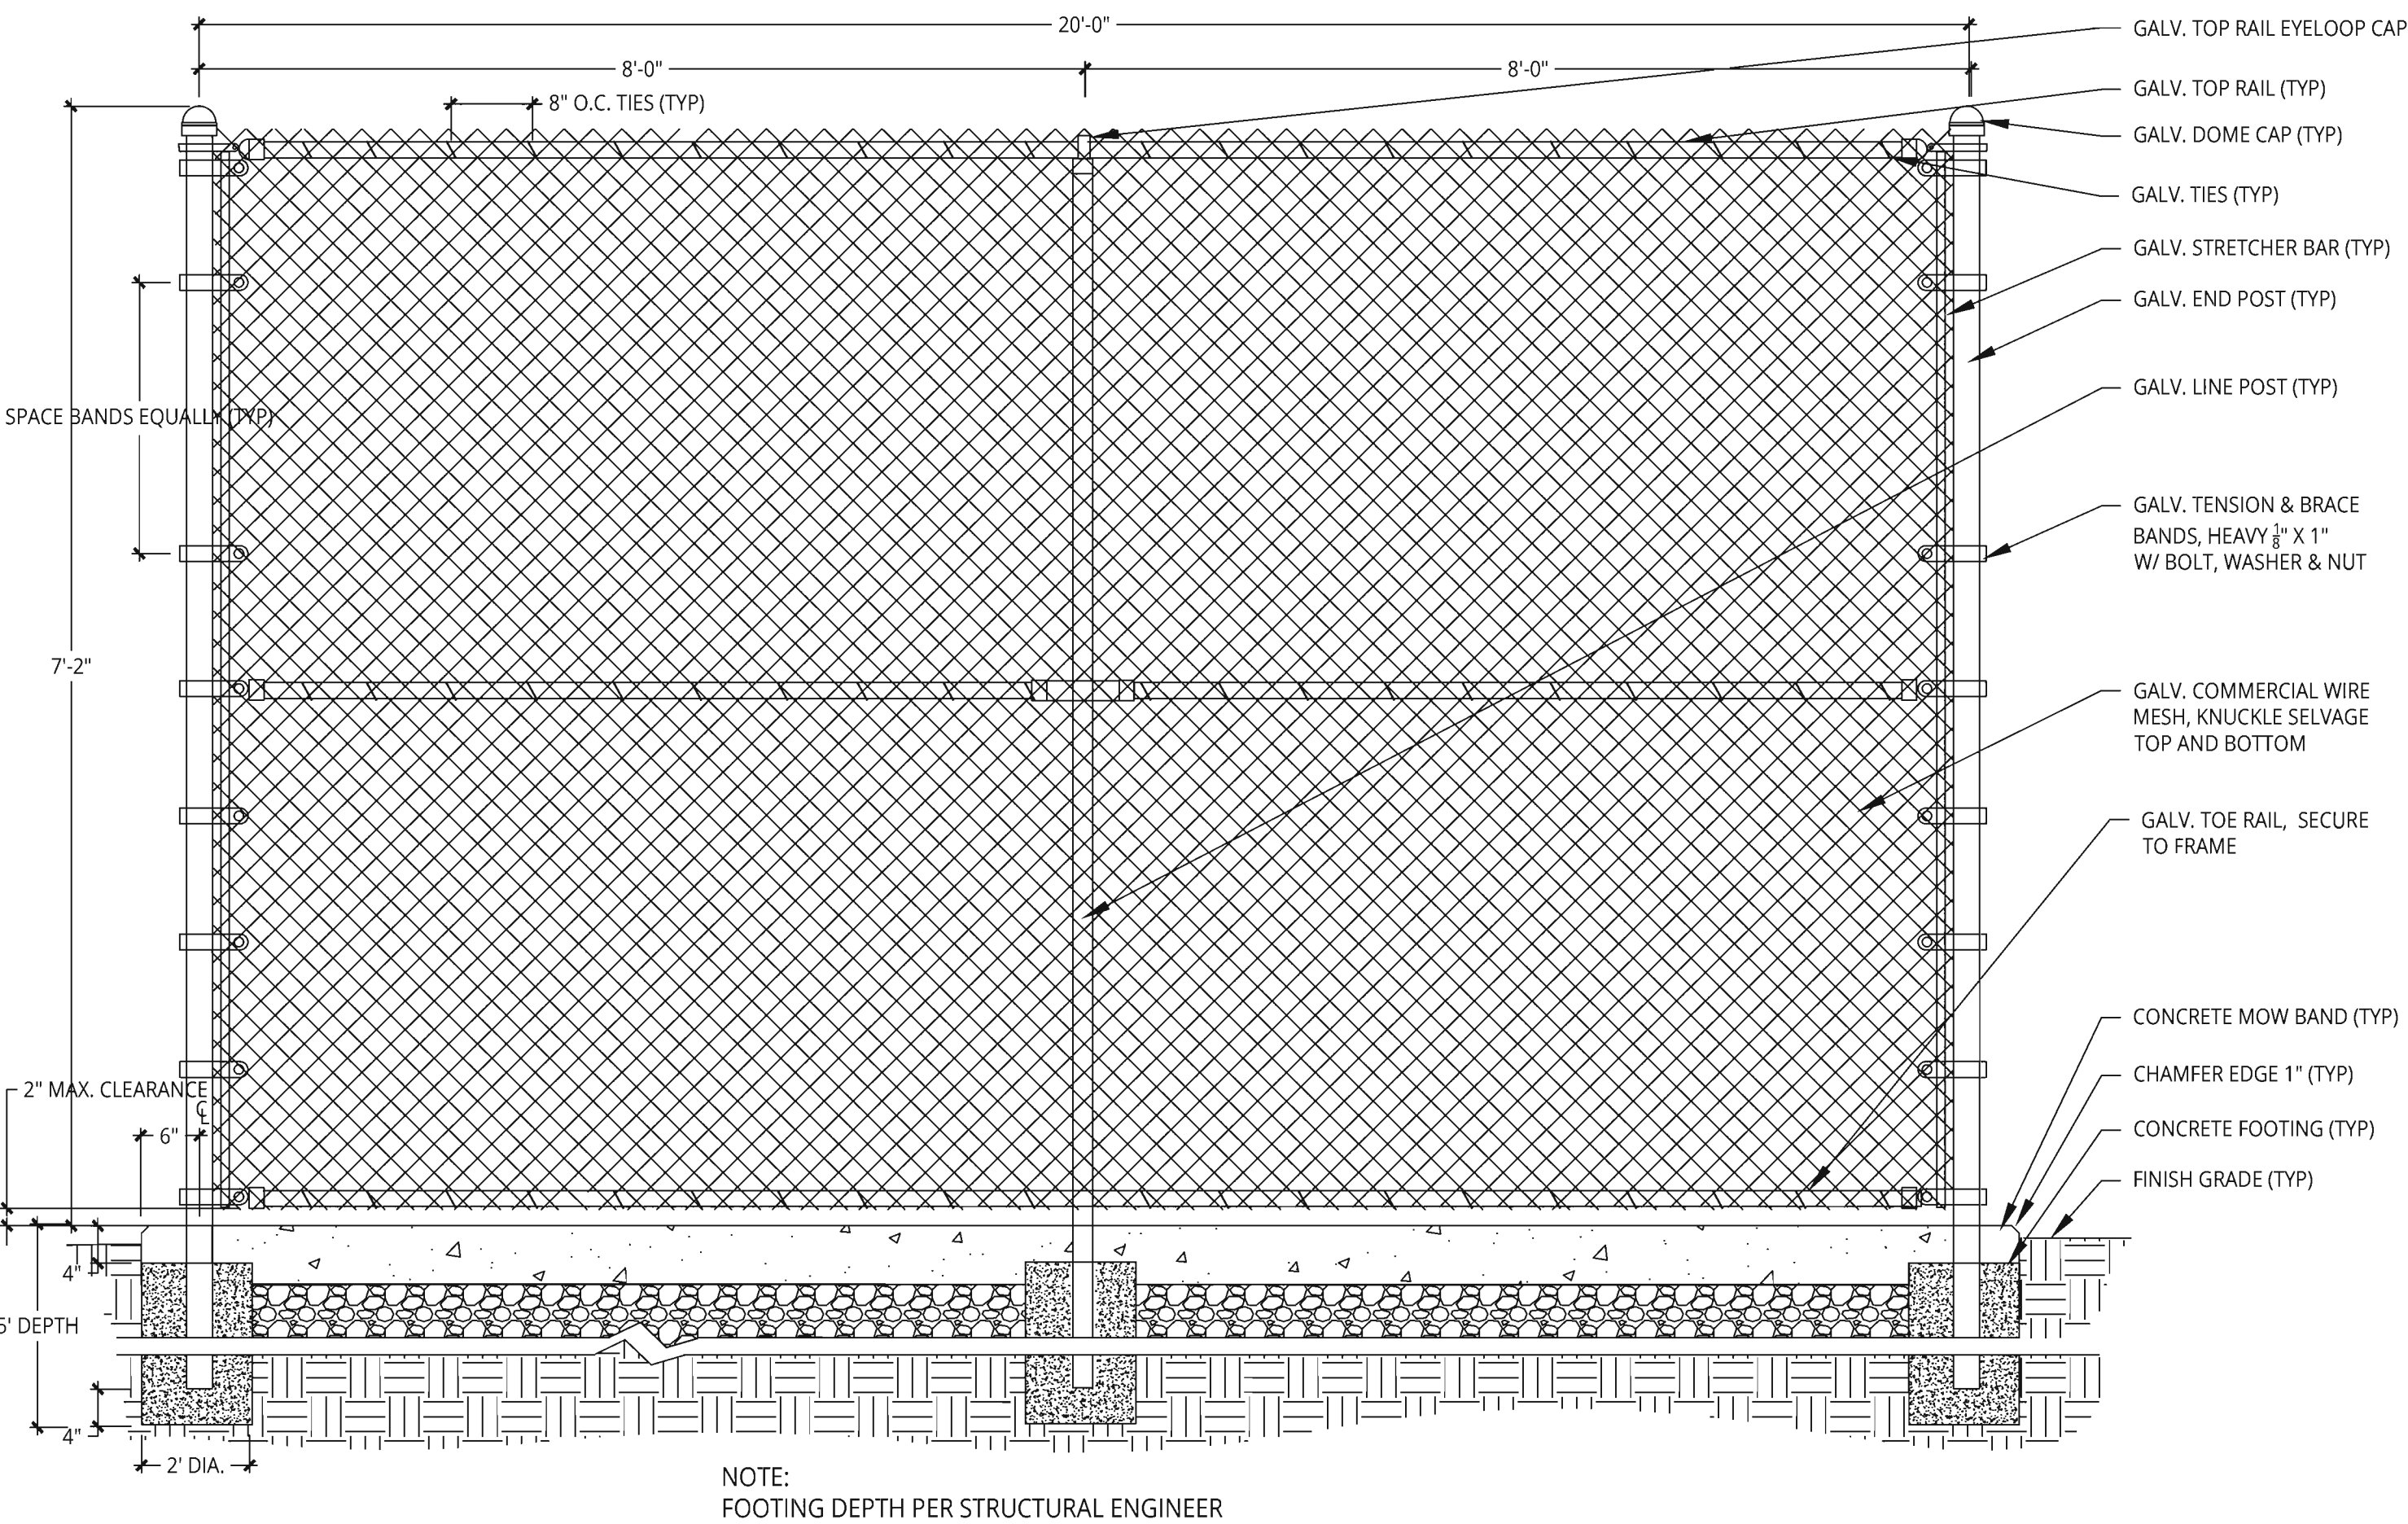 20'-0"
8'-0"
8'-0"
8" O.C. TIES (TYP)
GALV. TOP RAIL EYELOOP CAP
GALV. TOP RAIL (TYP)
GALV. DOME CAP (TYP)
GALV. TIES (TYP)
GALV. STRETCHER BAR (TYP)
GALV. END POST (TYP)
GALV. LINE POST (TYP)
SPACE BANDS EQUALLY (TYP)
GALV. TENSION & BRACE
BANDS, HEAVY 1/8" X 1"
W/ BOLT, WASHER & NUT
7'-2"
GALV. COMMERCIAL WIRE
MESH, KNUCKLE SELVAGE
TOP AND BOTTOM
GALV. TOE RAIL, SECURE
TO FRAME
CONCRETE MOW BAND (TYP)
2" MAX. CLEARANCE
CHAMFER EDGE 1" (TYP)
℄
6"
CONCRETE FOOTING (TYP)
FINISH GRADE (TYP)
4"
DEPTH
4"
2' DIA.
NOTE:
FOOTING DEPTH PER STRUCTURAL ENGINEER